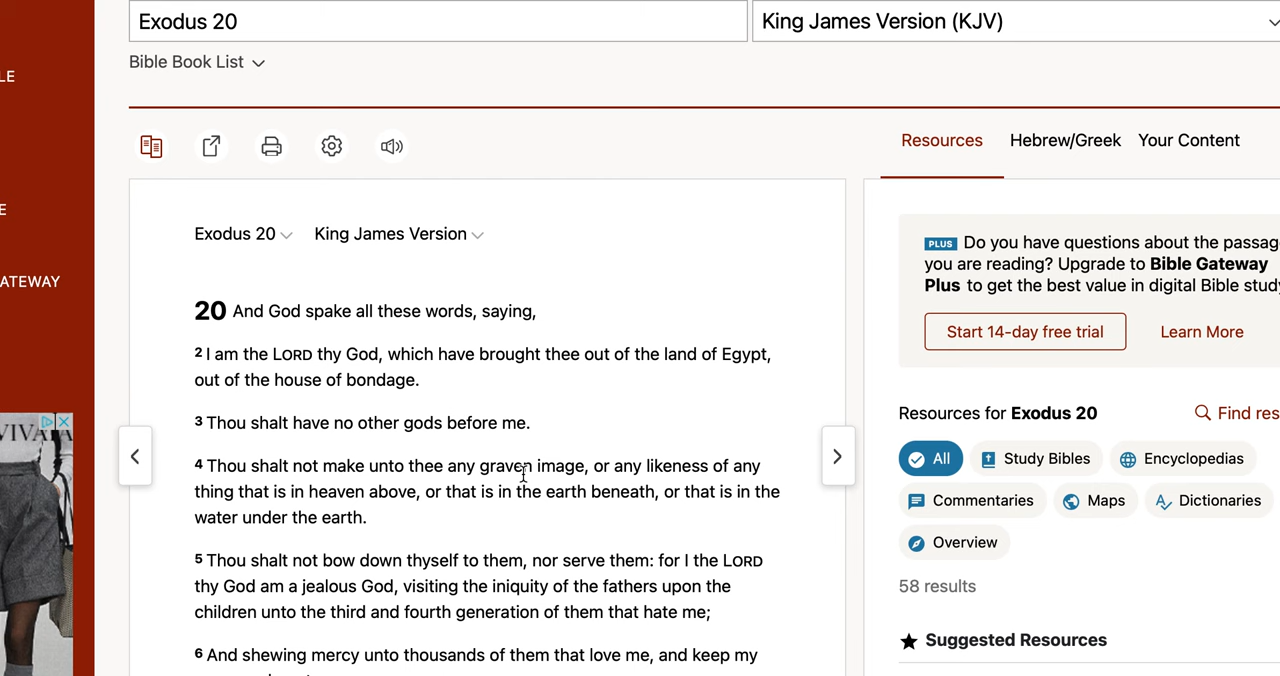 Exodus 20
King James Version (KJV)
Bible Book List
LE
E
ATEWAY
Resources
Hebrew/Greek
Your Content
Exodus 20
King James Version
20 And God spake all these words, saying,
2 I am the LORD thy God, which have brought thee out of the land of Egypt,
out of the house of bondage.
3 Thou shalt have no other gods before me.
4 Thou shalt not make unto thee any graven image, or any likeness of any
thing that is in heaven above, or that is in the earth beneath, or that is in the
water under the earth.
5 Thou shalt not bow down thyself to them, nor serve them: for I the LORD
thy God am a jealous God, visiting the iniquity of the fathers upon the
children unto the third and fourth generation of them that hate me;
6 And shewing mercy unto thousands of them that love me, and keep my
PLUS Do you have questions about the passag
you are reading? Upgrade to Bible Gateway
Plus to get the best value in digital Bible study
Start 14-day free trial
Learn More
Resources for Exodus 20
Find res
All
Study Bibles
Encyclopedias
Commentaries
Maps
Dictionaries
Overview
58 results
Suggested Resources